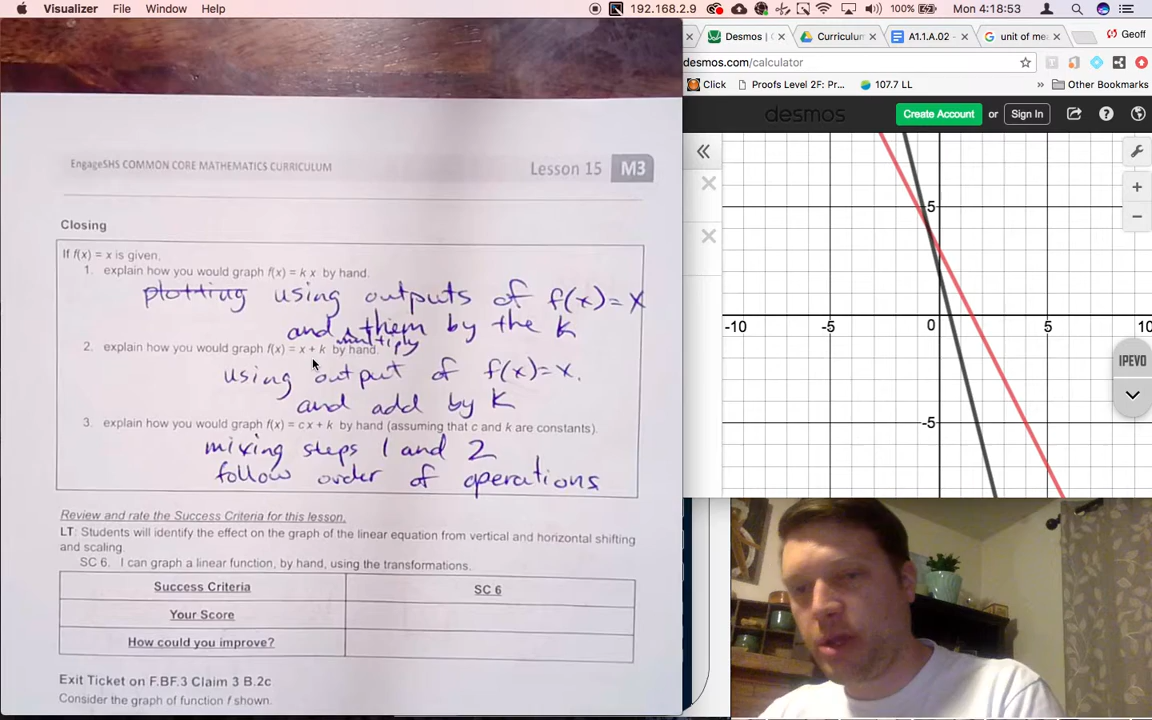 Visualizer File Window Help
192.168.2.9 100% Mon 4:18:53
Desmos | Curriculum A1.1.A.02 - unit of me Geoff
desmos.com/calculator
Click Proofs Level 2F: Pr... 107.7 LL » Other Bookmarks
desmos Create Account or Sign In
EngageSHS COMMON CORE MATHEMATICS CURRICULUM Lesson 15 M3
Closing
If f(x) = x is given,
1. explain how you would graph f(x) = k x by hand.
plotting using outputs of f(x)=x
and multiply them by the k
2. explain how you would graph f(x) = x + k by hand.
using output of f(x)=x.
and add by k
3. explain how you would graph f(x) = cx + k by hand (assuming that c and k are constants).
mixing steps 1 and 2
follow order of operations
Review and rate the Success Criteria for this lesson.
LT: Students will identify the effect on the graph of the linear equation from vertical and horizontal shifting
and scaling.
SC 6. I can graph a linear function, by hand, using the transformations.
Success Criteria SC 6
Your Score
How could you improve?
Exit Ticket on F.BF.3 Claim 3 B.2c
Consider the graph of function f shown.
5
-10 -5 0 5 10
-5
IPEVO